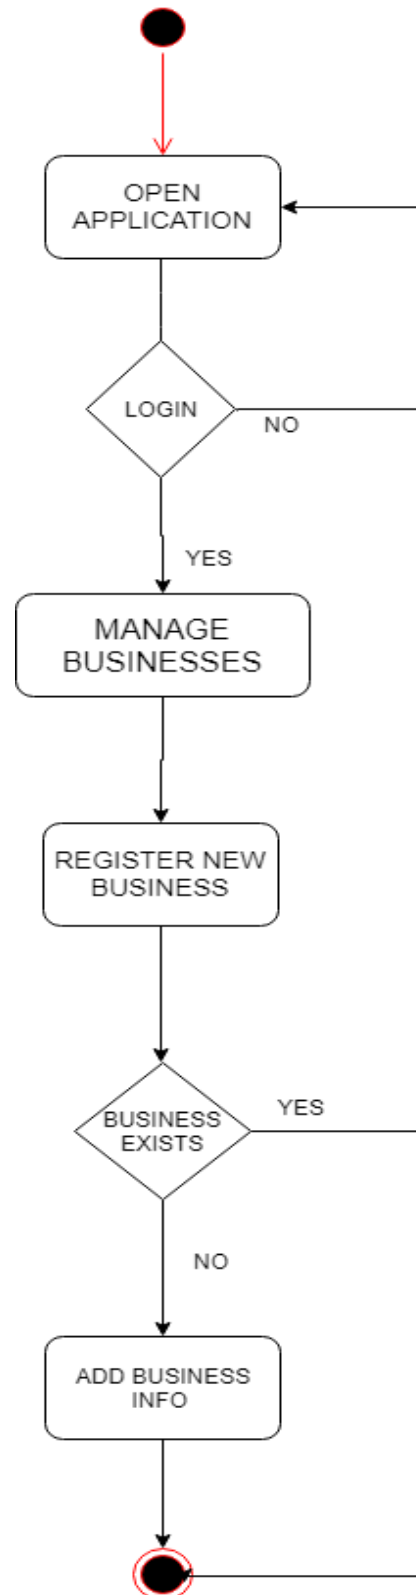 OPEN
APPLICATION
LOGIN
NO
YES
MANAGE
BUSINESSES
REGISTER NEW
BUSINESS
BUSINESS
EXISTS
YES
NO
ADD BUSINESS
INFO